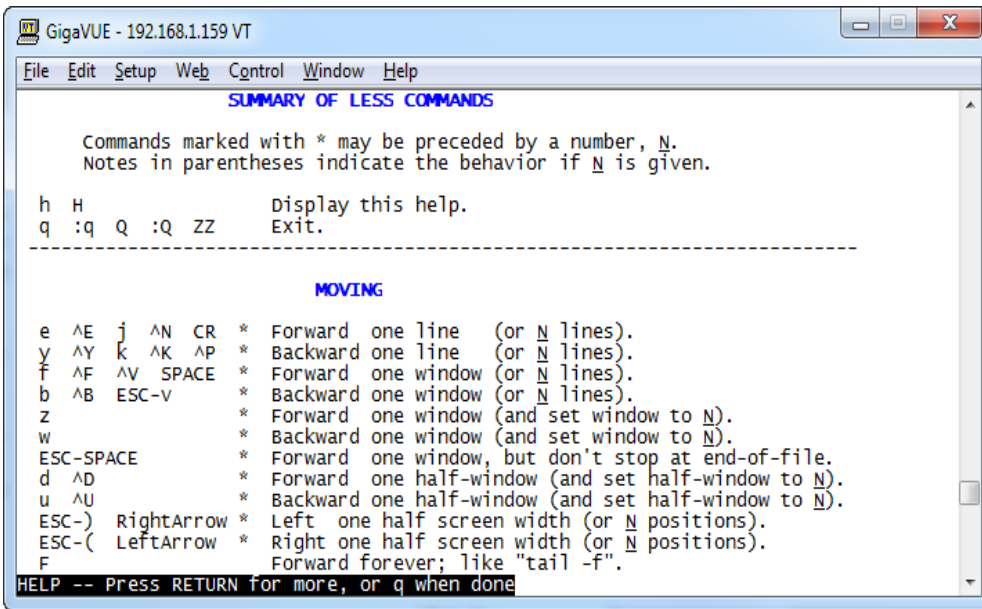 GigaVUE - 192.168.1.159 VT
File Edit Setup Web Control Window Help
SUMMARY OF LESS COMMANDS
Commands marked with * may be preceded by a number, N.
Notes in parentheses indicate the behavior if N is given.
h H Display this help.
q :q Q :Q ZZ Exit.
---------------------------------------------------------------------------
MOVING
e ^E j ^N CR * Forward one line (or N lines).
y ^Y k ^K ^P * Backward one line (or N lines).
f ^F ^V SPACE * Forward one window (or N lines).
b ^B ESC-v * Backward one window (or N lines).
z * Forward one window (and set window to N).
w * Backward one window (and set window to N).
ESC-SPACE * Forward one window, but don't stop at end-of-file.
d ^D * Forward one half-window (and set half-window to N).
u ^U * Backward one half-window (and set half-window to N).
ESC-) RightArrow * Left one half screen width (or N positions).
ESC-( LeftArrow * Right one half screen width (or N positions).
F Forward forever; like "tail -f".
HELP -- Press RETURN for more, or q when done